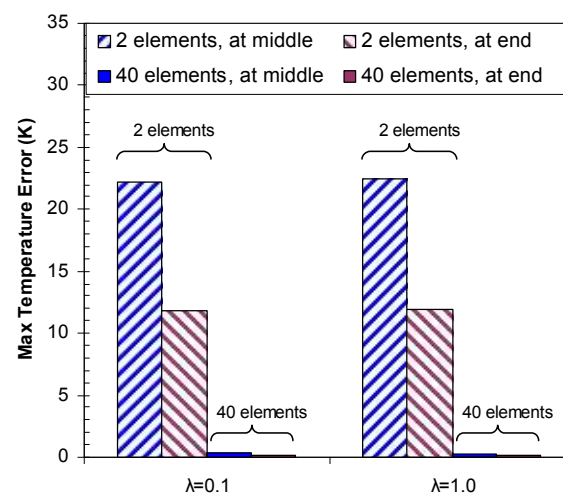 35
30
25
20
15
10
5
0
Max Temperature Error (K)
2 elements, at middle
2 elements, at end
40 elements, at middle
40 elements, at end
2 elements
2 elements
40 elements
40 elements
λ=0.1
λ=1.0